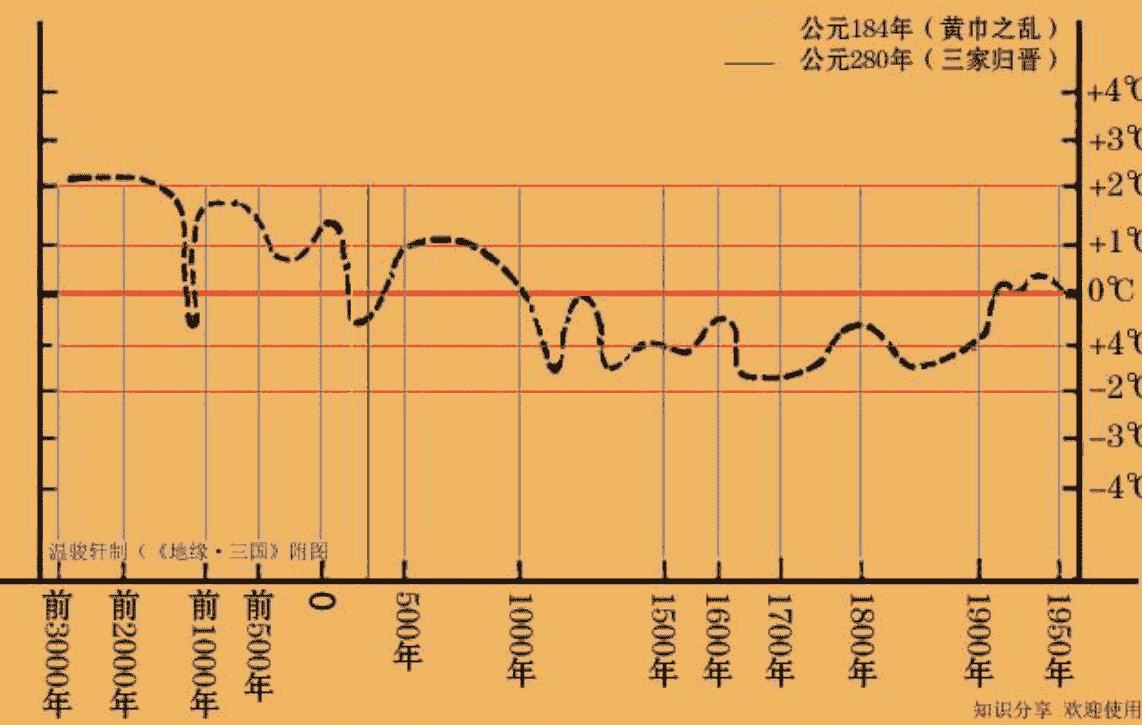 公元184年（黄巾之乱）
公元280年（三家归晋）
+4℃
+3℃
+2℃
+1℃
0℃
+4℃
−2℃
−3℃
−4℃
温骏轩制（《地缘·三国》附图
前3000年
前2000年
前1000年
前500年
0
500年
1000年
1500年
1600年
1700年
1800年
1900年
1950年
知识分享 欢迎使用